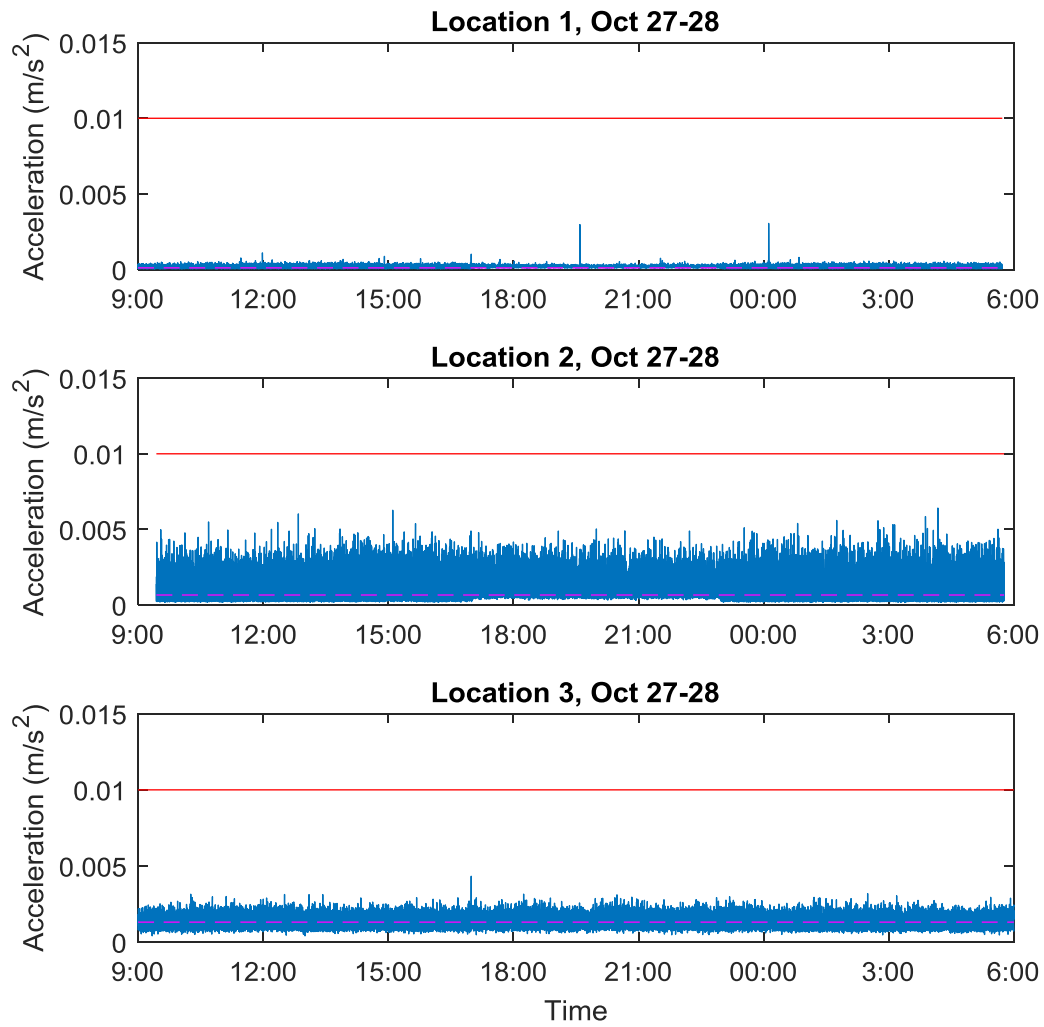 Location 1, Oct 27-28
Acceleration (m/s²)
0.015
0.01
0.005
0
9:00 12:00 15:00 18:00 21:00 00:00 3:00 6:00
Location 2, Oct 27-28
Acceleration (m/s²)
0.015
0.01
0.005
0
9:00 12:00 15:00 18:00 21:00 00:00 3:00 6:00
Location 3, Oct 27-28
Acceleration (m/s²)
0.015
0.01
0.005
0
9:00 12:00 15:00 18:00 21:00 00:00 3:00 6:00
Time